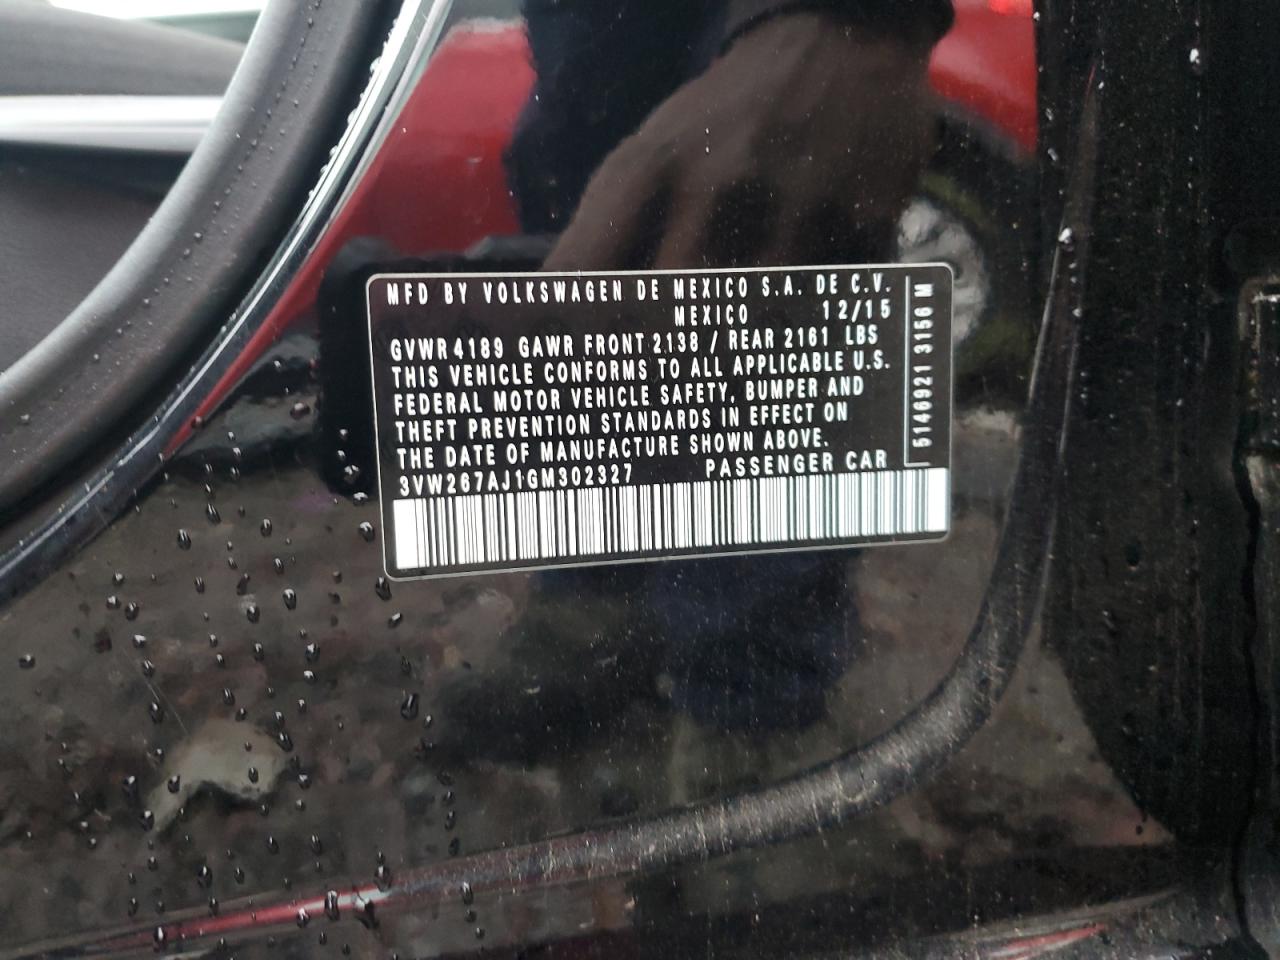 MFD BY VOLKSWAGEN DE MEXICO S.A. DE C.V.
MEXICO 12/15
GVWR 4189 GAWR FRONT 2138 / REAR 2161 LBS
THIS VEHICLE CONFORMS TO ALL APPLICABLE U.S.
FEDERAL MOTOR VEHICLE SAFETY, BUMPER AND
THEFT PREVENTION STANDARDS IN EFFECT ON
THE DATE OF MANUFACTURE SHOWN ABOVE.
3VW267AJ1GM302327 PASSENGER CAR
5146921 3156 M